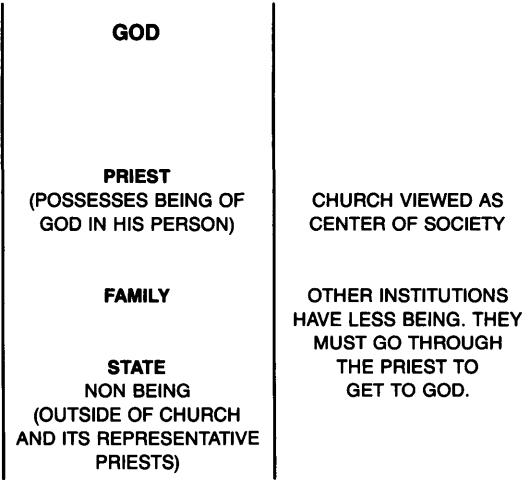 GOD
PRIEST
(POSSESSES BEING OF
GOD IN HIS PERSON)
FAMILY
STATE
NON BEING
(OUTSIDE OF CHURCH
AND ITS REPRESENTATIVE
PRIESTS)
CHURCH VIEWED AS
CENTER OF SOCIETY
OTHER INSTITUTIONS
HAVE LESS BEING. THEY
MUST GO THROUGH
THE PRIEST TO
GET TO GOD.